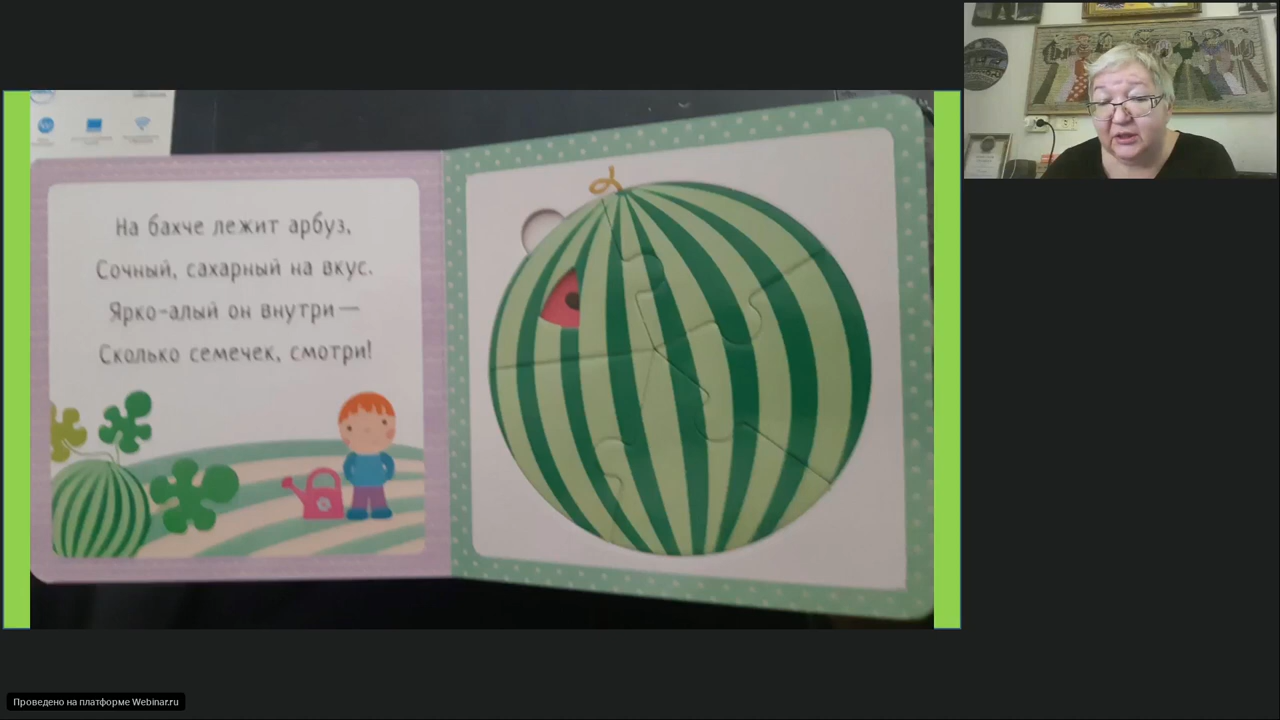 На бахче лежит арбуз,
Сочный, сахарный на вкус.
Ярко-алый он внутри—
Сколько семечек, смотри!
Проведено на платформе Webinar.ru